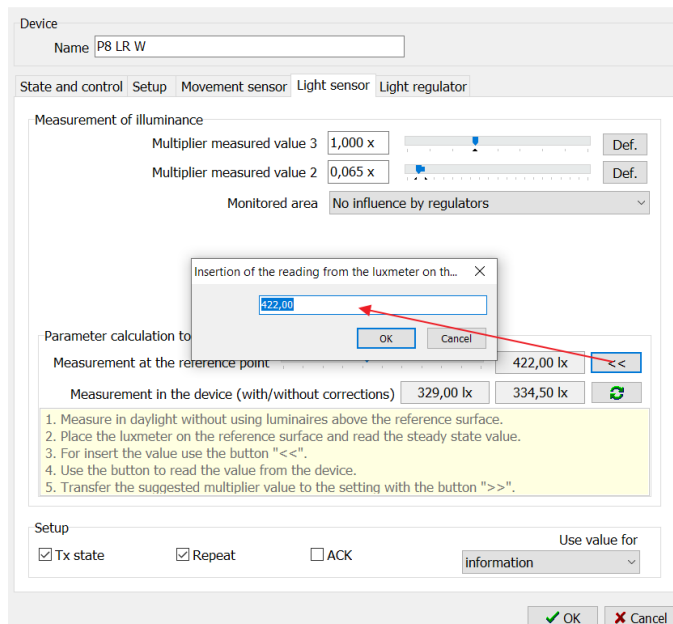 Device
Name P8 LR W
State and control Setup Movement sensor Light sensor Light regulator
Measurement of illuminance
Multiplier measured value 3 1,000 x Def.
Multiplier measured value 2 0,065 x Def.
Monitored area No influence by regulators
Insertion of the reading from the luxmeter on th...
422,00
OK Cancel
Parameter calculation to
Measurement at the reference point 422,00 lx <<
Measurement in the device (with/without corrections) 329,00 lx 334,50 lx
1. Measure in daylight without using luminaires above the reference surface.
2. Place the luxmeter on the reference surface and read the steady state value.
3. For insert the value use the button "<<".
4. Use the button to read the value from the device.
5. Transfer the suggested multiplier value to the setting with the button ">>".
Setup
Use value for
Tx state Repeat ACK information
OK Cancel